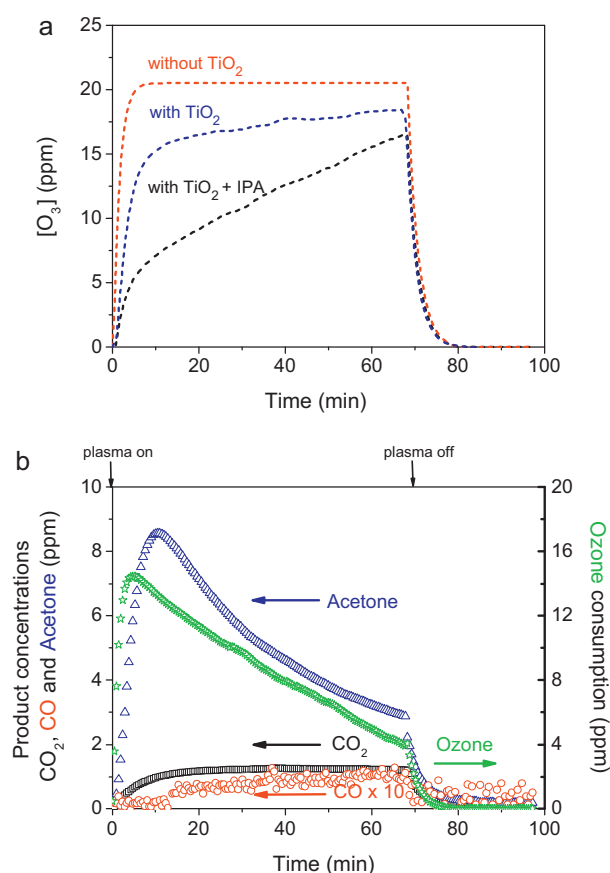 a
25
20
15
10
5
0
[O₃] (ppm)
without TiO₂
with TiO₂
with TiO₂ + IPA
0 20 40 60 80 100
Time (min)
b
plasma on
plasma off
10
8
6
4
2
0
Product concentrations
CO₂, CO and Acetone (ppm)
Acetone
CO₂
Ozone
CO x 10
20
16
12
8
4
0
Ozone
consumption (ppm)
0 20 40 60 80 100
Time (min)